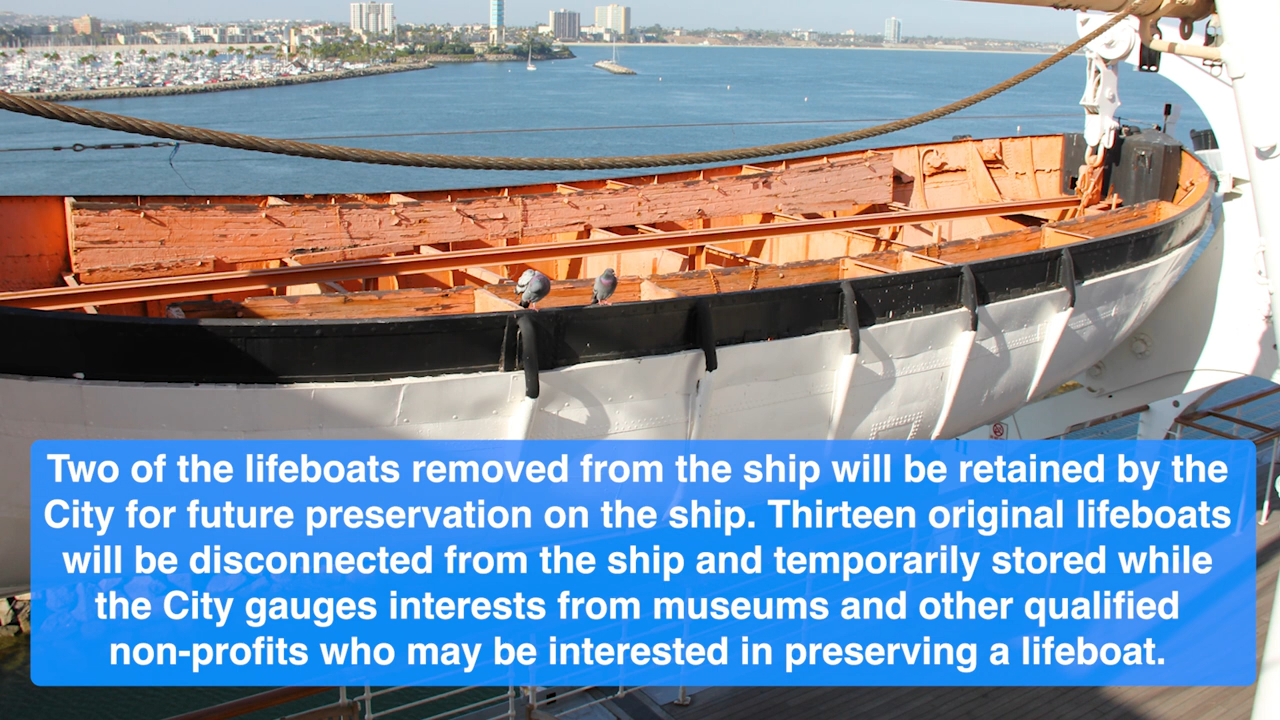 Two of the lifeboats removed from the ship will be retained by the
City for future preservation on the ship. Thirteen original lifeboats
will be disconnected from the ship and temporarily stored while
the City gauges interests from museums and other qualified
non-profits who may be interested in preserving a lifeboat.